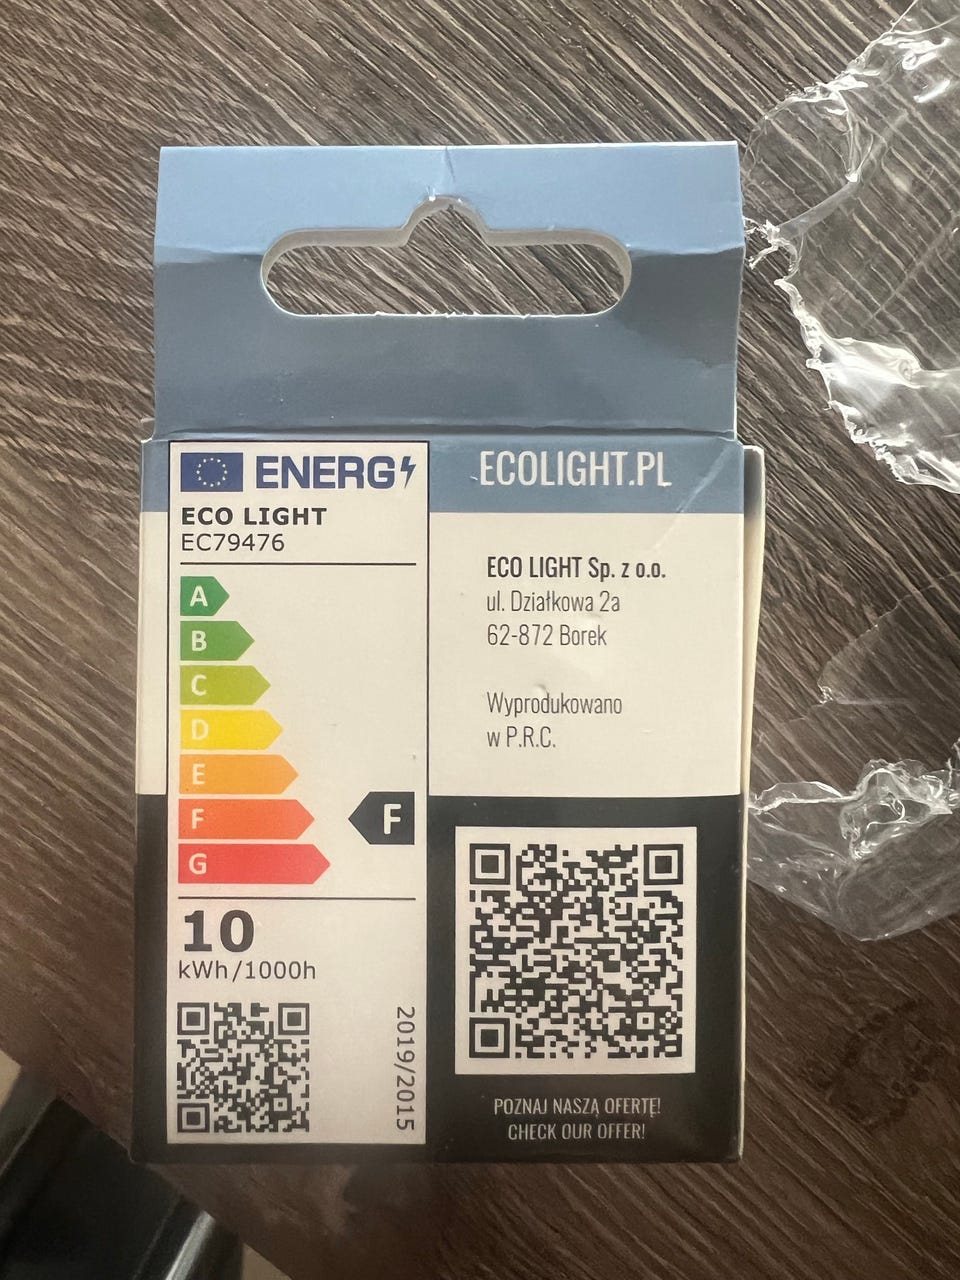 ENERG
ECO LIGHT
EC79476
A
B
C
D
E
F
G
F
10
kWh/1000h
2019/2015
ECOLIGHT.PL
ECO LIGHT Sp. z o.o.
ul. Działkowa 2a
62-872 Borek
Wyprodukowano
w P.R.C.
POZNAJ NASZĄ OFERTĘ!
CHECK OUR OFFER!